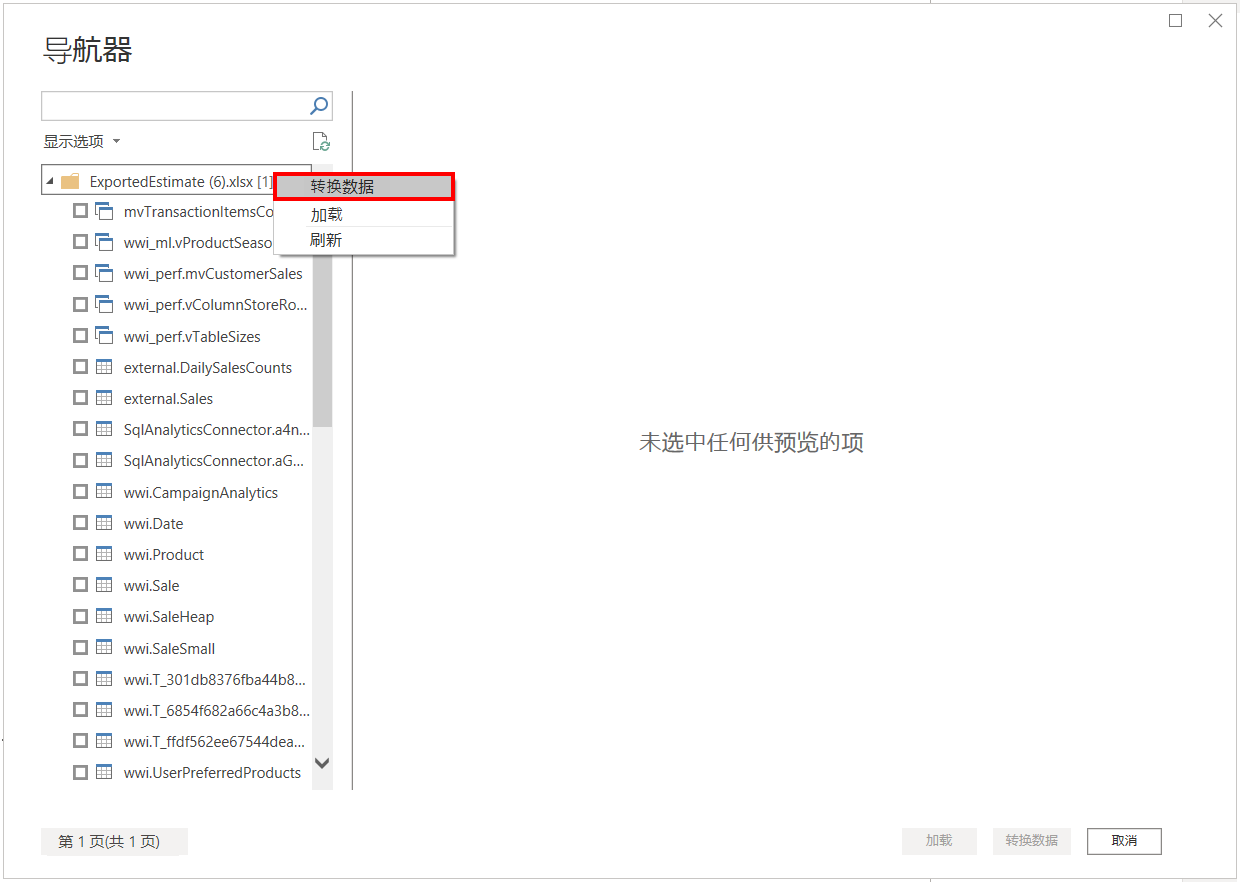 导航器
显示选项
ExportedEstimate (6).xlsx [1]
转换数据
加载
刷新
mvTransactionItemsCo
wwi_ml.vProductSeaso
wwi_perf.mvCustomerSales
wwi_perf.vColumnStoreRo...
wwi_perf.vTableSizes
external.DailySalesCounts
external.Sales
SqlAnalyticsConnector.a4n...
SqlAnalyticsConnector.aG...
wwi.CampaignAnalytics
wwi.Date
wwi.Product
wwi.Sale
wwi.SaleHeap
wwi.SaleSmall
wwi.T_301db8376fba44b8...
wwi.T_6854f682a66c4a3b8...
wwi.T_ffdf562ee67544dea...
wwi.UserPreferredProducts
未选中任何供预览的项
第 1 页(共 1 页)
加载
转换数据
取消